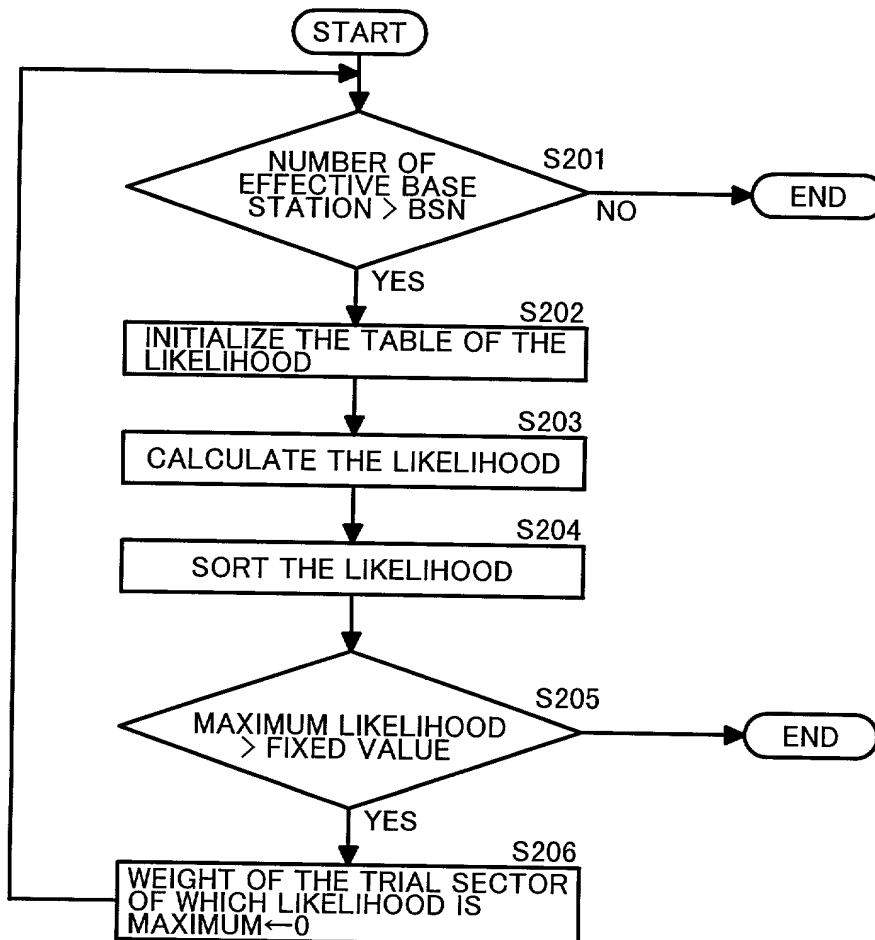 START
NUMBER OF
EFFECTIVE BASE
STATION > BSN
S201
NO
END
YES
S202
INITIALIZE THE TABLE OF THE
LIKELIHOOD
S203
CALCULATE THE LIKELIHOOD
S204
SORT THE LIKELIHOOD
S205
MAXIMUM LIKELIHOOD
> FIXED VALUE
END
YES
S206
WEIGHT OF THE TRIAL SECTOR
OF WHICH LIKELIHOOD IS
MAXIMUM←0